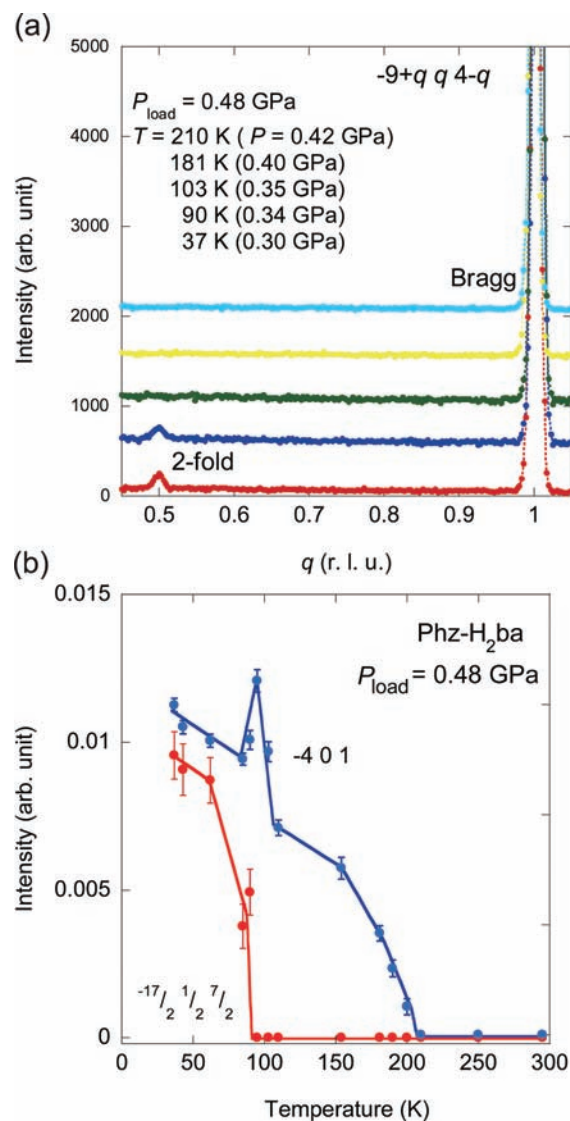 (a)
5000
4000
3000
2000
1000
0
Intensity (arb. unit)
-9+q q 4-q
P_load = 0.48 GPa
T = 210 K ( P = 0.42 GPa)
181 K (0.40 GPa)
103 K (0.35 GPa)
90 K (0.34 GPa)
37 K (0.30 GPa)
Bragg
2-fold
0.5 0.6 0.7 0.8 0.9 1
q (r. l. u.)
(b)
0.015
0.01
0.005
0
Intensity (arb. unit)
Phz-H₂ba
P_load = 0.48 GPa
-4 0 1
-17/2 1/2 7/2
0 50 100 150 200 250 300
Temperature (K)